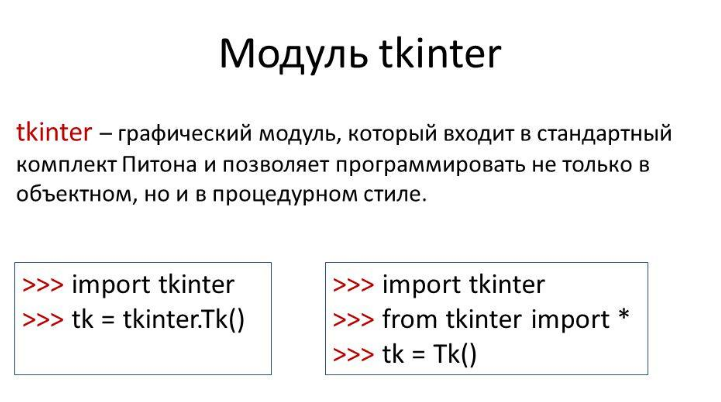 Модуль tkinter
tkinter – графический модуль, который входит в стандартный
комплект Питона и позволяет программировать не только в
объектном, но и в процедурном стиле.
>>> import tkinter
>>> tk = tkinter.Tk()
>>> import tkinter
>>> from tkinter import *
>>> tk = Tk()